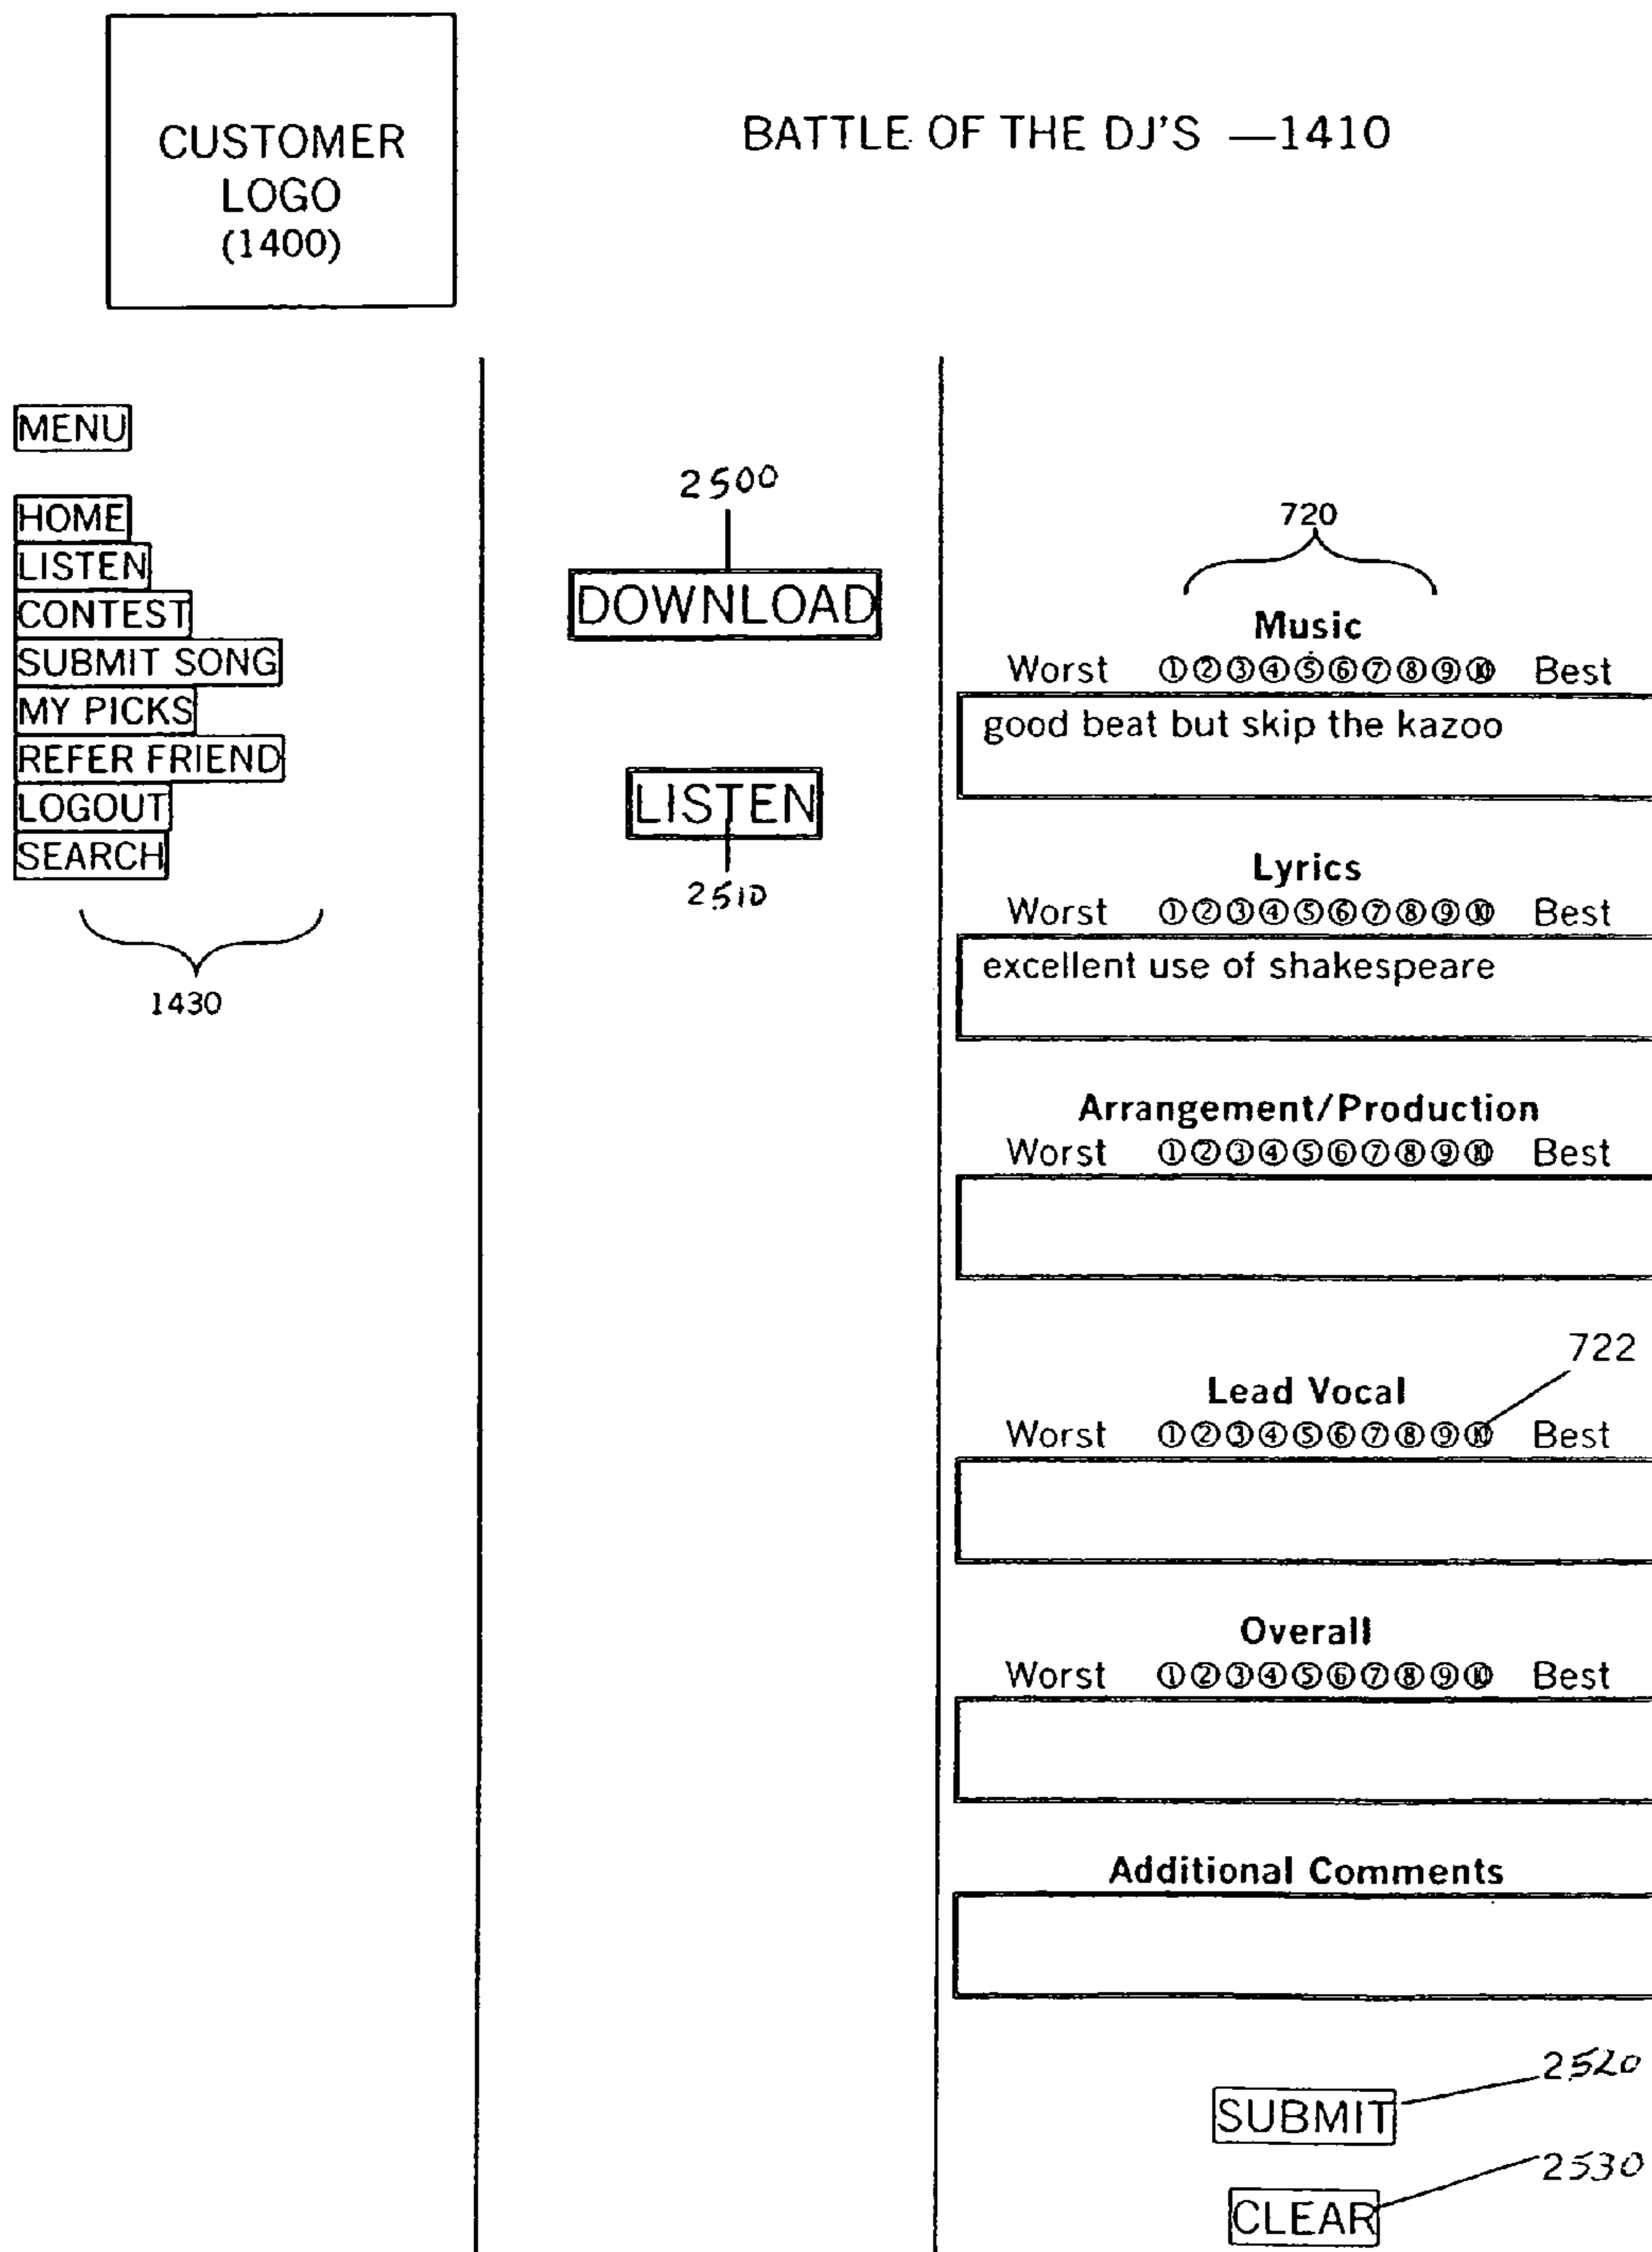 CUSTOMER
LOGO
(1400)
BATTLE OF THE DJ'S —1410
MENU
HOME
LISTEN
CONTEST
SUBMIT SONG
MY PICKS
REFER FRIEND
LOGOUT
SEARCH
1430
2500
DOWNLOAD
LISTEN
2510
720
Music
Worst ①②③④⑤⑥⑦⑧⑨⑩ Best
good beat but skip the kazoo
Lyrics
Worst ①②③④⑤⑥⑦⑧⑨⑩ Best
excellent use of shakespeare
Arrangement/Production
Worst ①②③④⑤⑥⑦⑧⑨⑩ Best
722
Lead Vocal
Worst ①②③④⑤⑥⑦⑧⑨⑩ Best
Overall
Worst ①②③④⑤⑥⑦⑧⑨⑩ Best
Additional Comments
2520
SUBMIT
2530
CLEAR